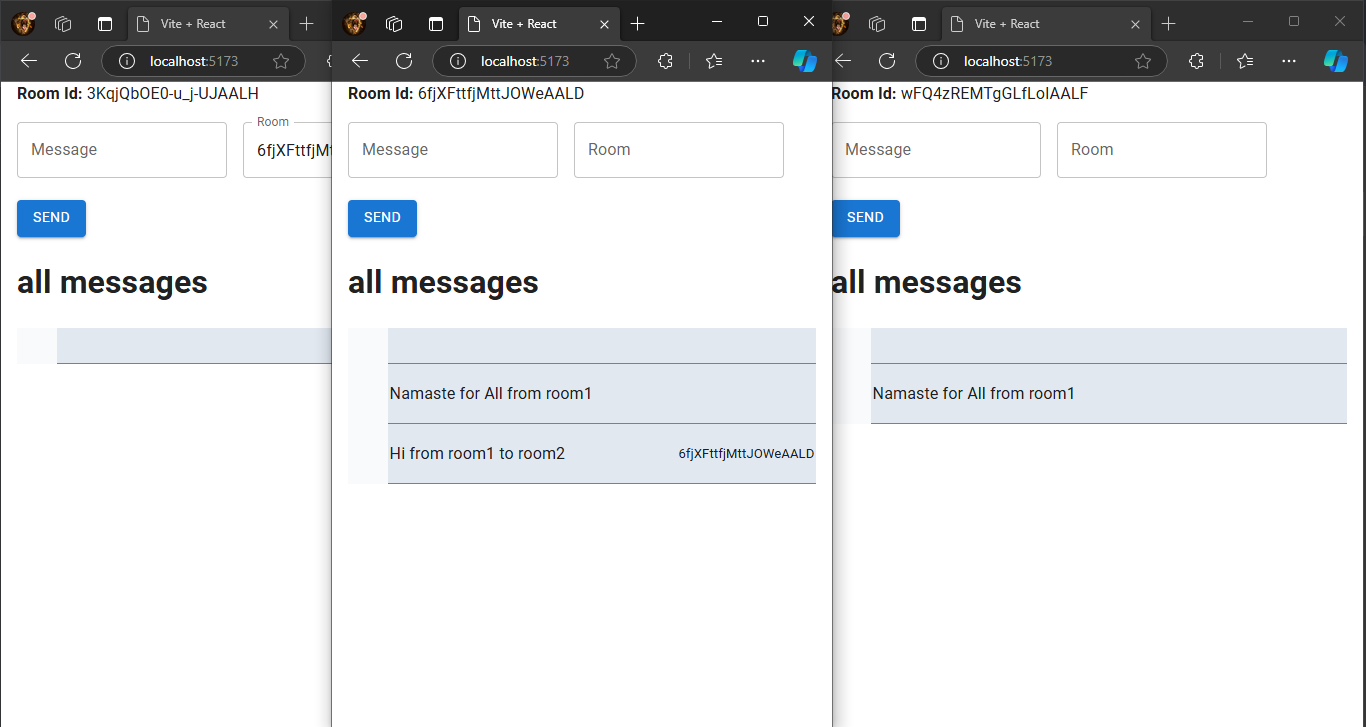 Vite + React
localhost:5173
Room Id: 3KqjQbOE0-u_j-UJAALH
Message
Room
6fjXFttfjMt
SEND
all messages
Vite + React
localhost:5173
Room Id: 6fjXFttfjMttJOWeAALD
Message
Room
SEND
all messages
Namaste for All from room1
Hi from room1 to room2 6fjXFttfjMttJOWeAALD
Vite + React
localhost:5173
Room Id: wFQ4zREMTgGLfLoIAALF
Message
Room
SEND
all messages
Namaste for All from room1